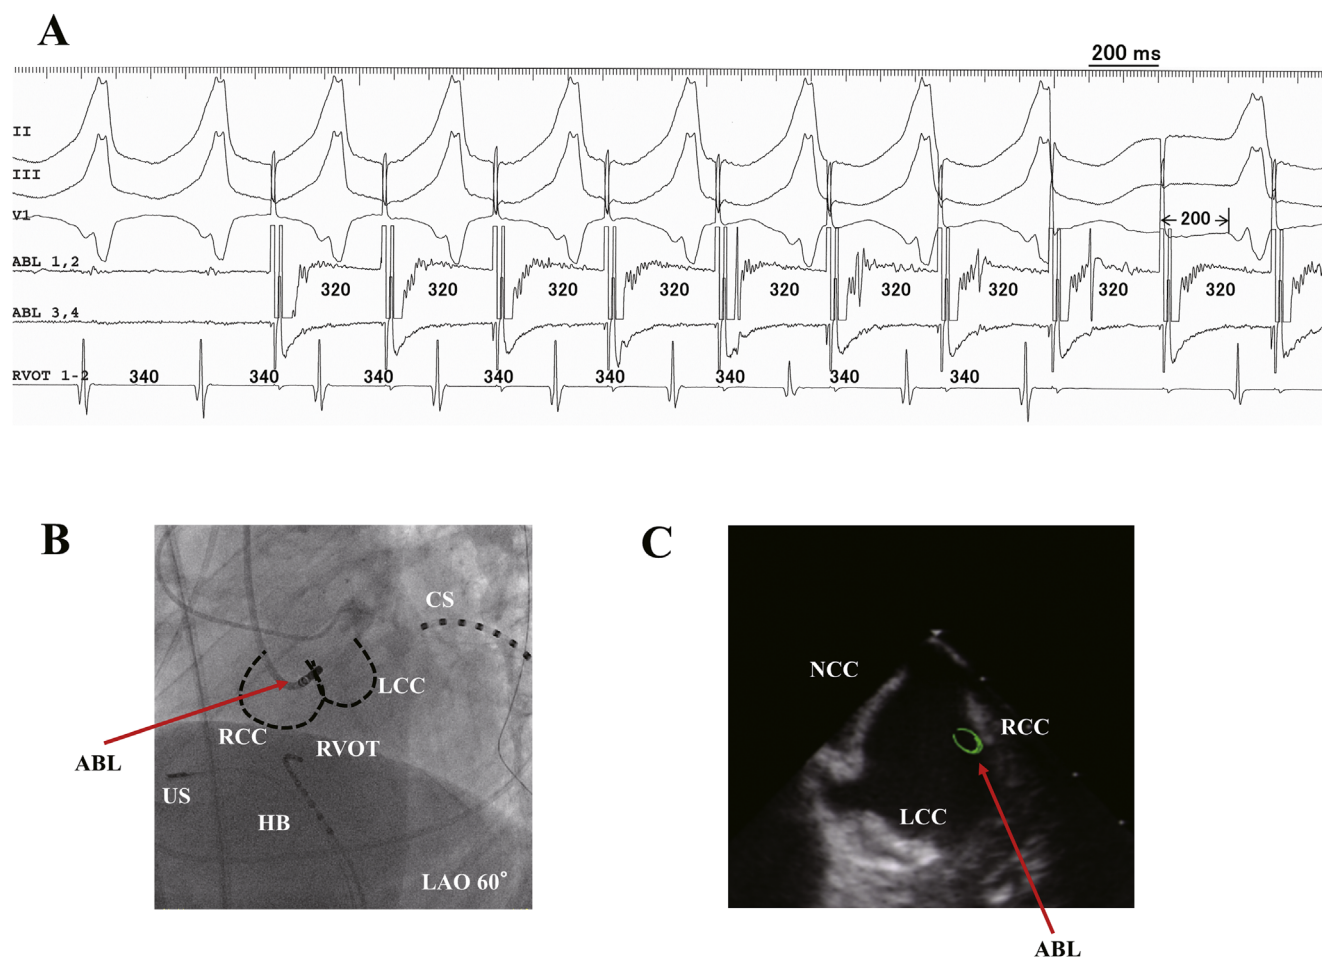 A
200 ms
II
III
V1
200
ABL 1,2
320 320 320 320 320 320 320 320 320
ABL 3,4
RVOT 1-2
340 340 340 340 340 340 340 340
B
C
CS
LCC
RCC
RVOT
ABL
US
HB
LAO 60°
NCC
RCC
LCC
ABL